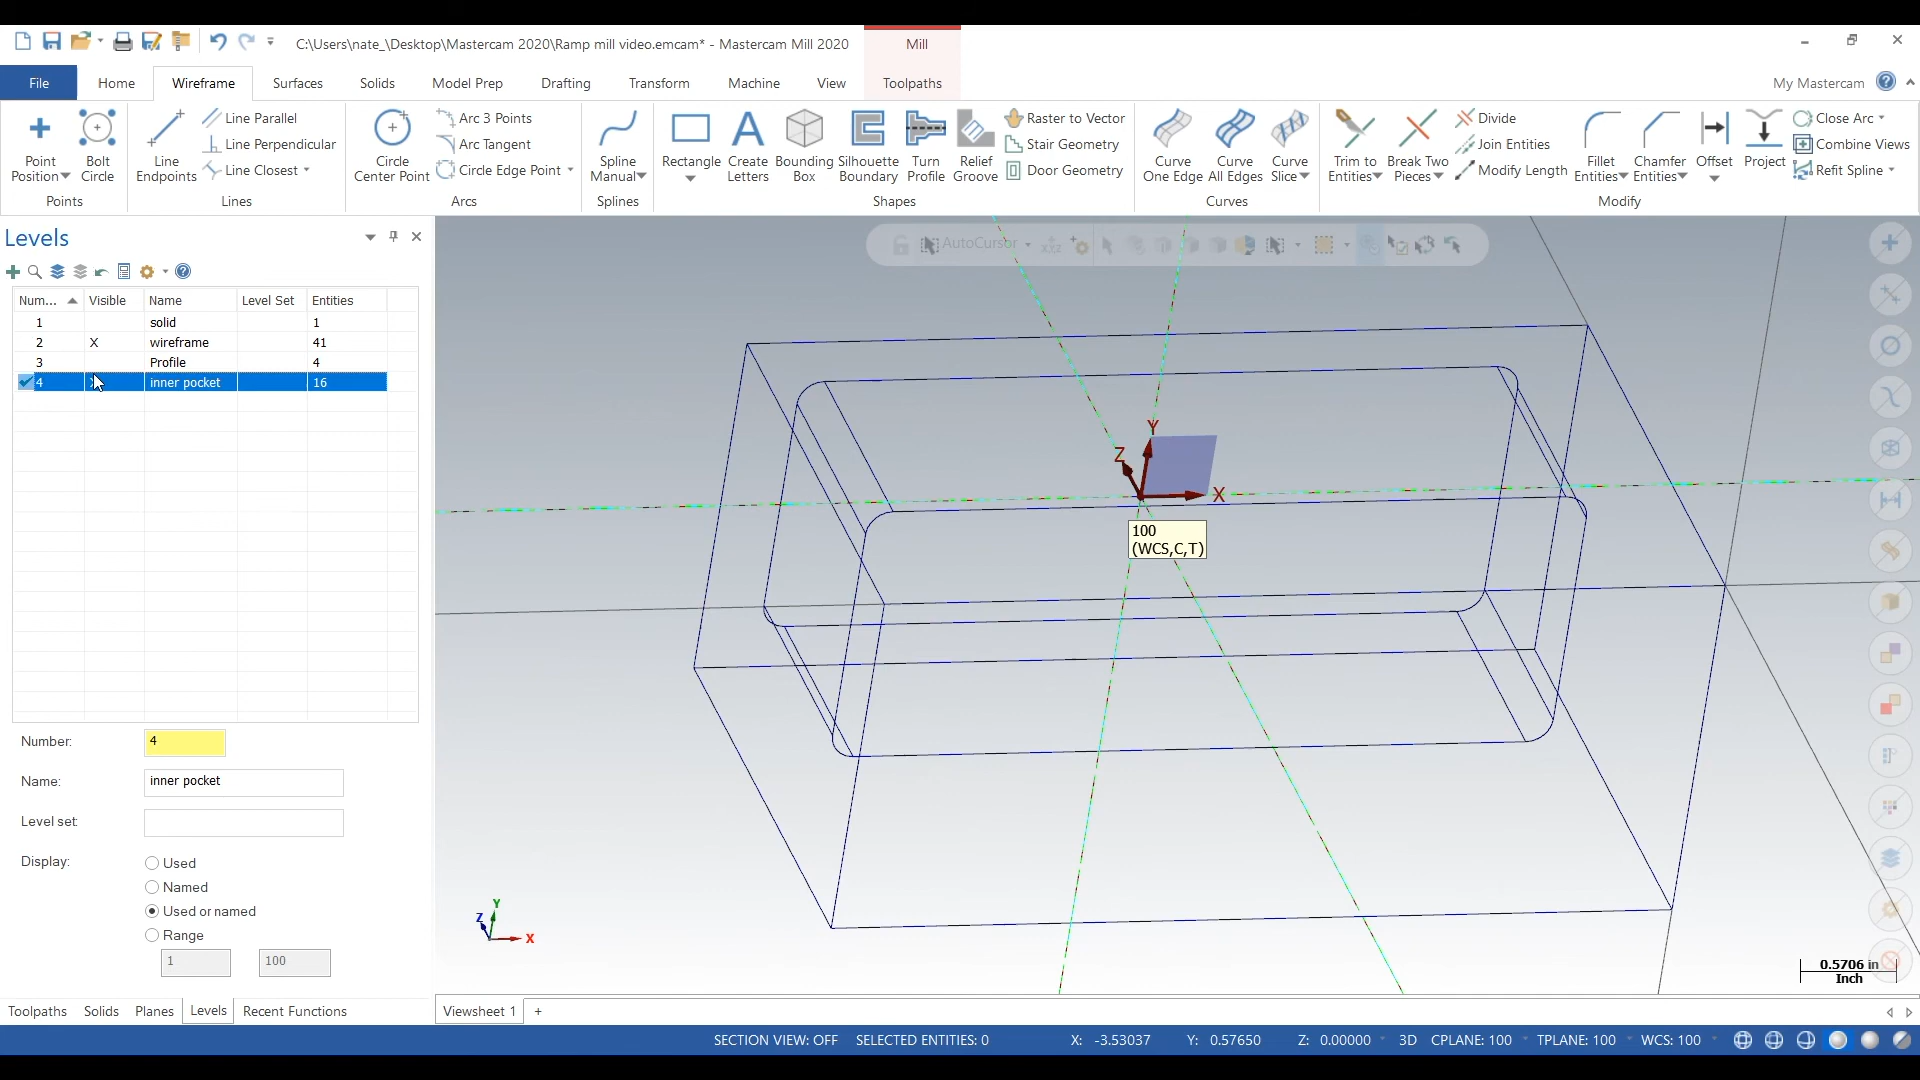 C:\Users\nate_\Desktop\Mastercam 2020\Ramp mill video.emcam* - Mastercam Mill 2020
Mill
File
Home
Wireframe
Surfaces
Solids
Model Prep
Drafting
Transform
Machine
View
Toolpaths
My Mastercam
Point Position
Bolt Circle
Points
Line Endpoints
Line Parallel
Line Perpendicular
Line Closest
Lines
Circle Center Point
Arc 3 Points
Arc Tangent
Circle Edge Point
Arcs
Spline Manual
Splines
Rectangle
Create Letters
Bounding Box
Silhouette Boundary
Turn Profile
Relief Groove
Raster to Vector
Stair Geometry
Door Geometry
Shapes
Curve One Edge
Curve All Edges
Curve Slice
Curves
Trim to Entities
Break Two Pieces
Divide
Join Entities
Modify Length
Fillet Entities
Chamfer Entities
Offset
Project
Close Arc
Combine Views
Refit Spline
Modify
Levels
Num... Visible Name Level Set Entities
1 solid 1
2 X wireframe 41
3 Profile 4
4 inner pocket 16
Number: 4
Name: inner pocket
Level set:
Display:
Used
Named
Used or named
Range
1 100
Toolpaths Solids Planes Levels Recent Functions
AutoCursor
Y
Z
X
100
(WCS,C,T)
Y
Z
X
0.5706 in
Inch
Viewsheet 1 +
SECTION VIEW: OFF SELECTED ENTITIES: 0 X: -3.53037 Y: 0.57650 Z: 0.00000 3D CPLANE: 100 TPLANE: 100 WCS: 100